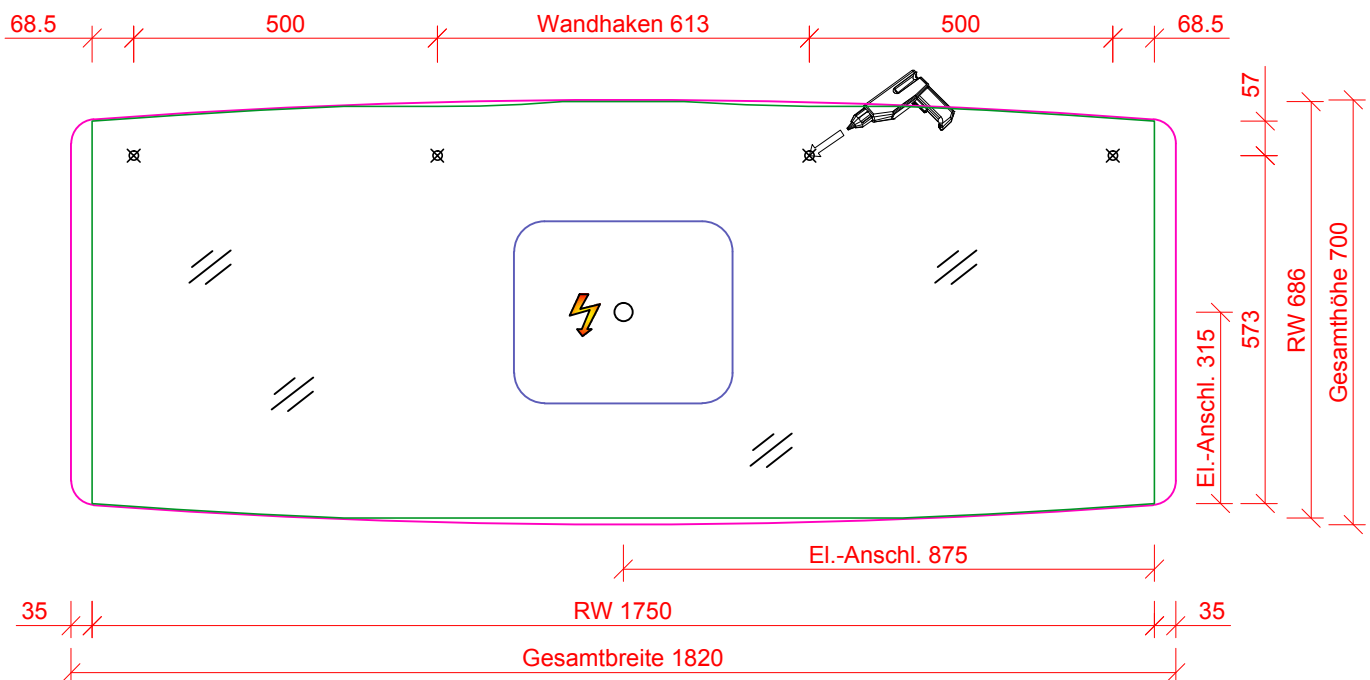 68.5
500
Wandhaken 613
500
68.5
57
573
RW 686
Gesamthöhe 700
El.-Anschl. 315
El.-Anschl. 875
35
RW 1750
35
Gesamtbreite 1820